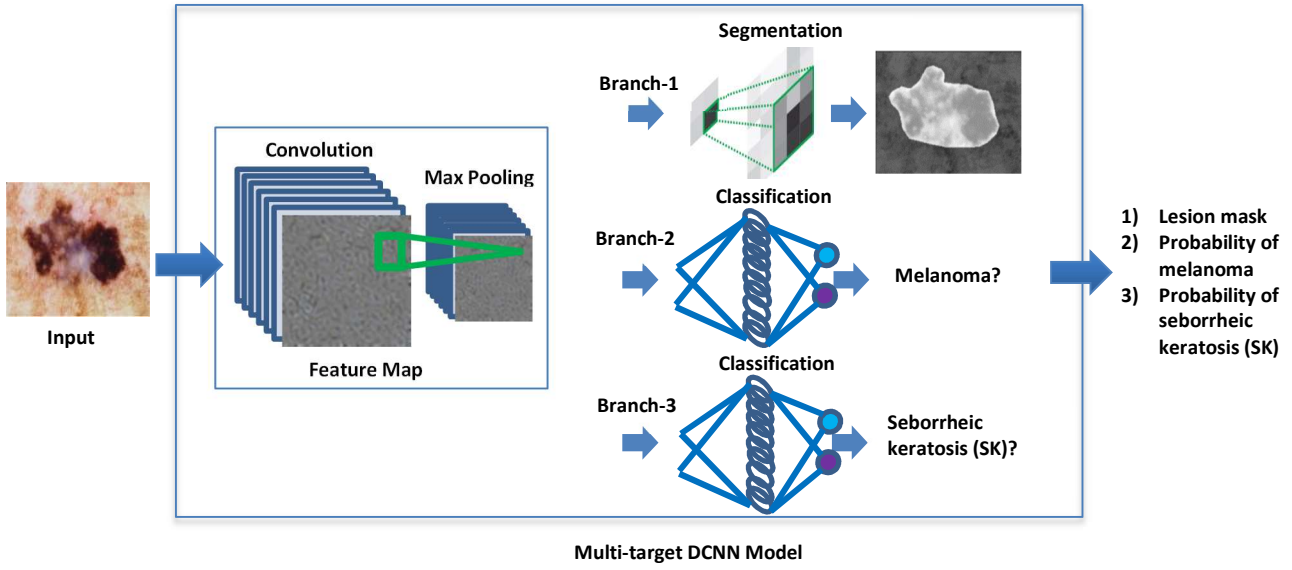 Input
Convolution
Max Pooling
Feature Map
Segmentation
Branch-1
Classification
Branch-2
Melanoma?
Classification
Branch-3
Seborrheic
keratosis (SK)?
1) Lesion mask
2) Probability of
melanoma
3) Probability of
seborrheic
keratosis (SK)
Multi-target DCNN Model